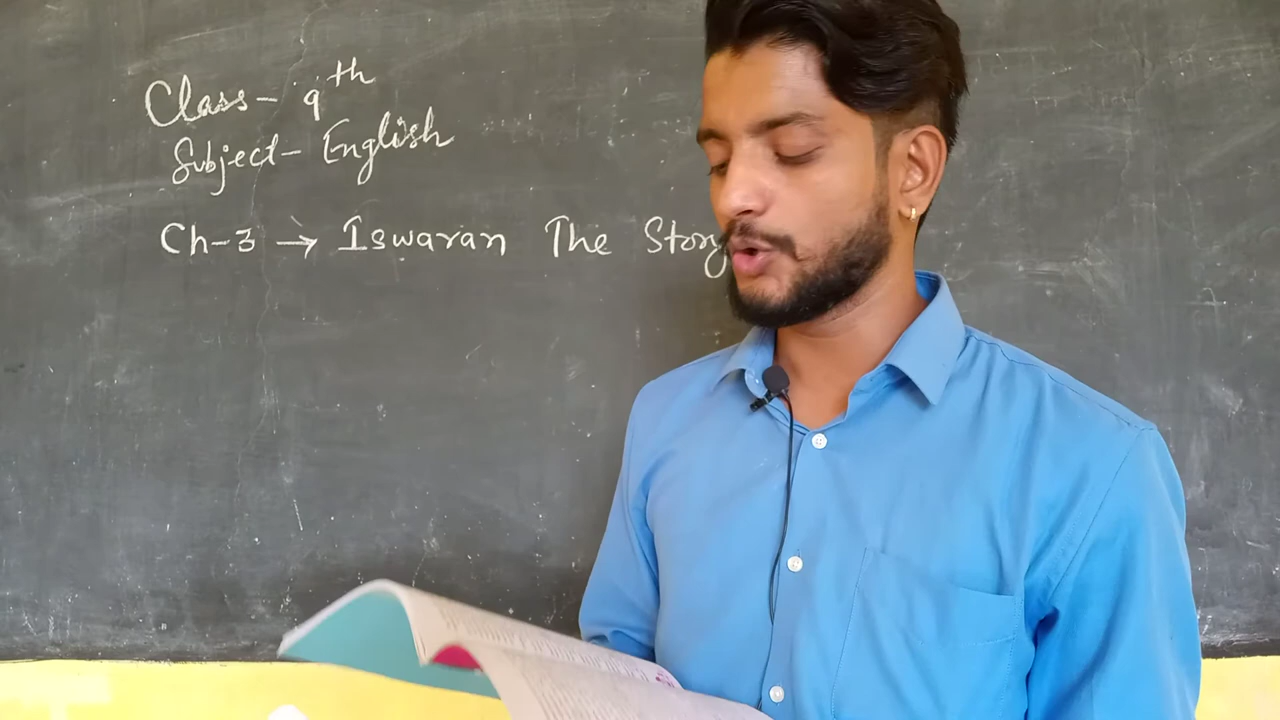 Class- 9th
Subject- English
Ch-3 → Iswaran The Story